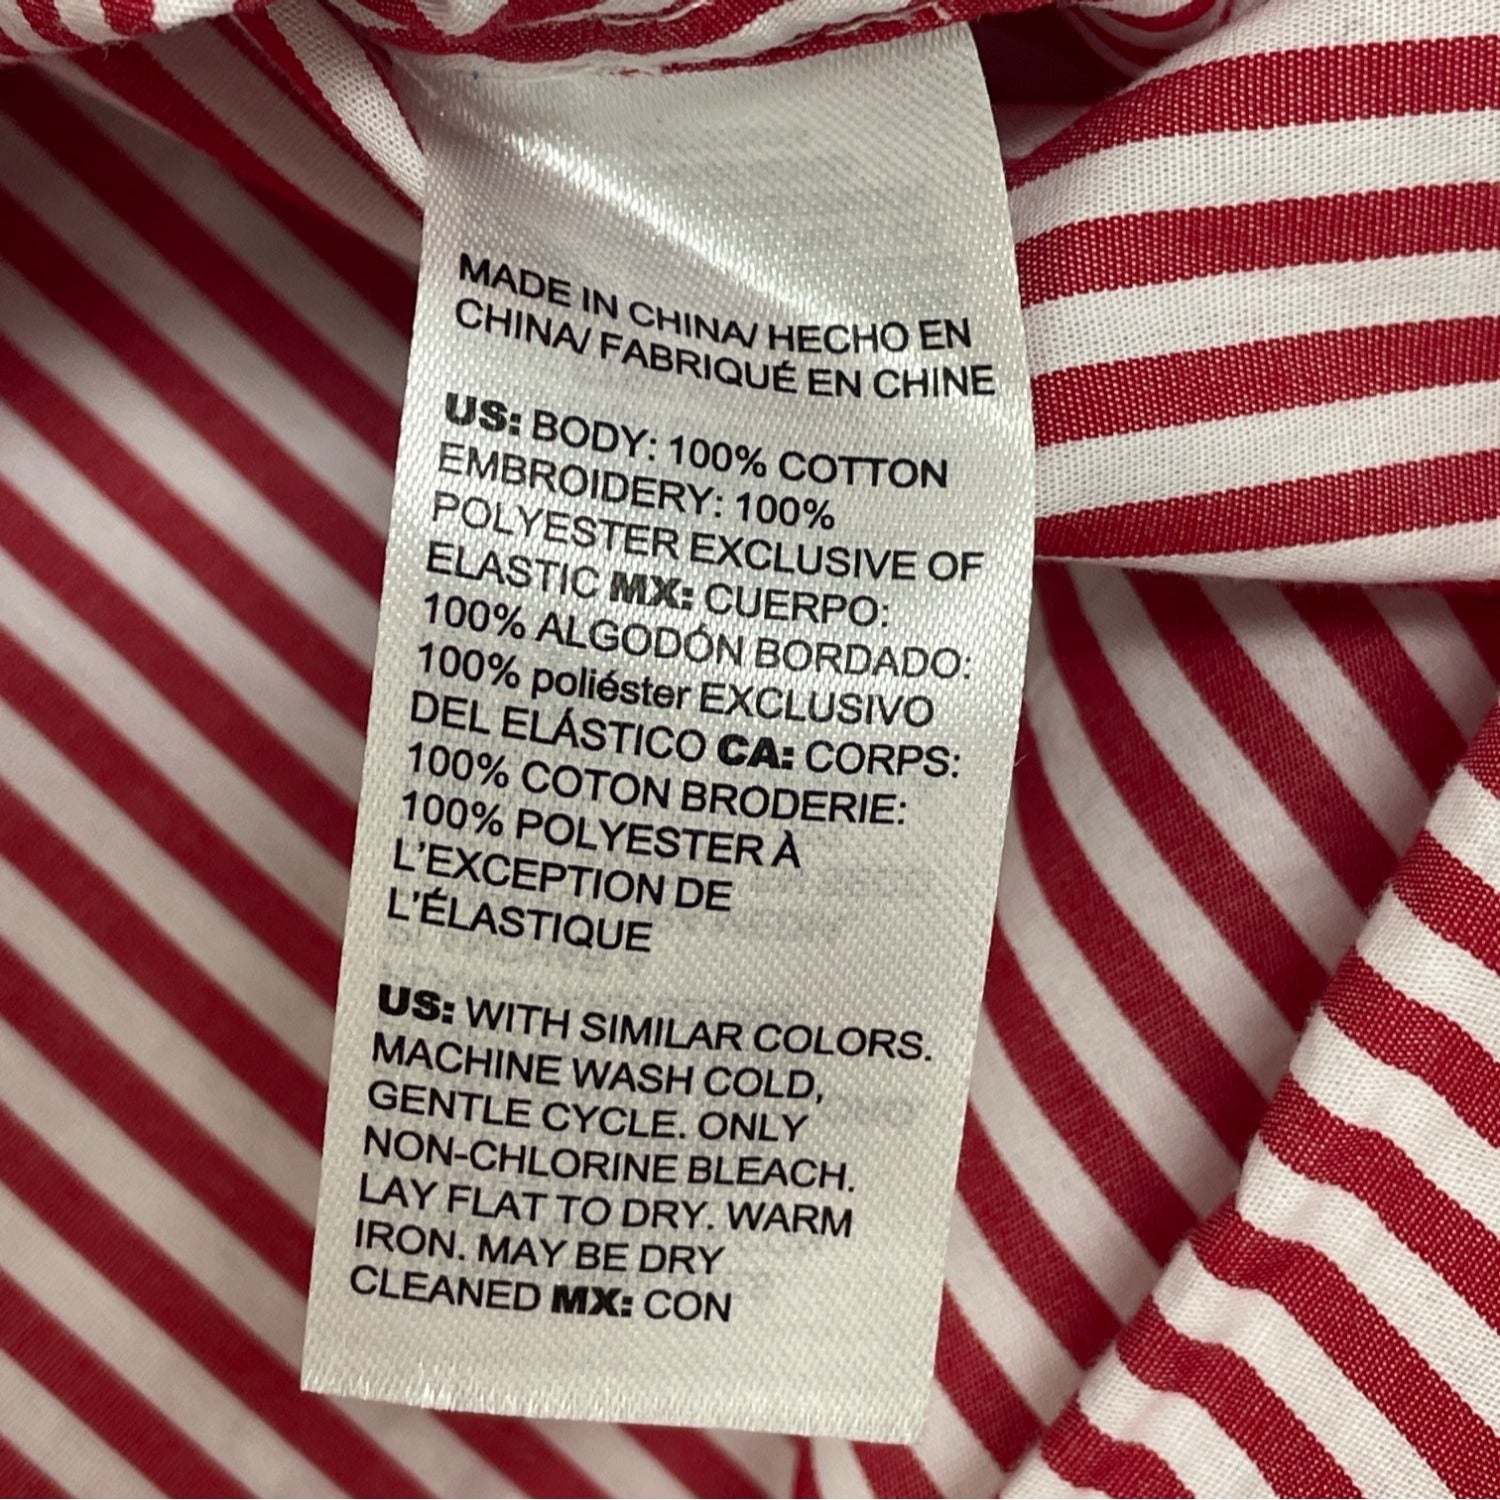 MADE IN CHINA/ HECHO EN
CHINA/ FABRIQUÉ EN CHINE
US: BODY: 100% COTTON
EMBROIDERY: 100%
POLYESTER EXCLUSIVE OF
ELASTIC MX: CUERPO:
100% ALGODÓN BORDADO:
100% poliéster EXCLUSIVO
DEL ELÁSTICO CA: CORPS:
100% COTON BRODERIE:
100% POLYESTER À
L'EXCEPTION DE
L'ÉLASTIQUE
US: WITH SIMILAR COLORS.
MACHINE WASH COLD,
GENTLE CYCLE. ONLY
NON-CHLORINE BLEACH.
LAY FLAT TO DRY. WARM
IRON. MAY BE DRY
CLEANED MX: CON